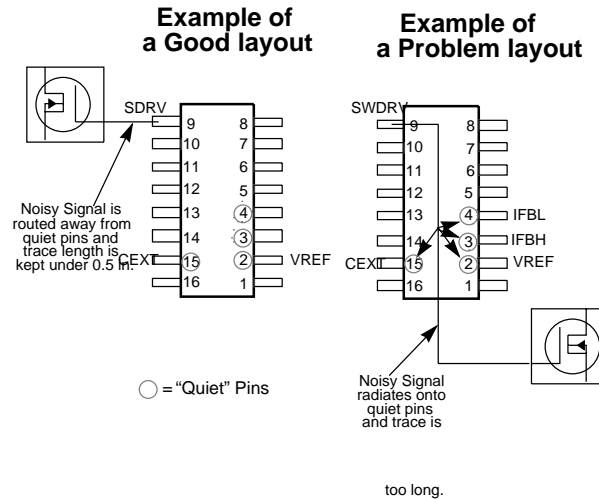 Example of
a Good layout
SDRV
9 8
10 7
11 6
12 5
13 4
14 3
CEXT 15 2 VREF
16 1
Noisy Signal is
routed away from
quiet pins and
trace length is
kept under 0.5 in.
= “Quiet” Pins
Example of
a Problem layout
SWDRV
9 8
10 7
11 6
12 5
13 4 IFBL
14 3 IFBH
CEXT 15 2 VREF
16 1
Noisy Signal
radiates onto
quiet pins
and trace is
too long.